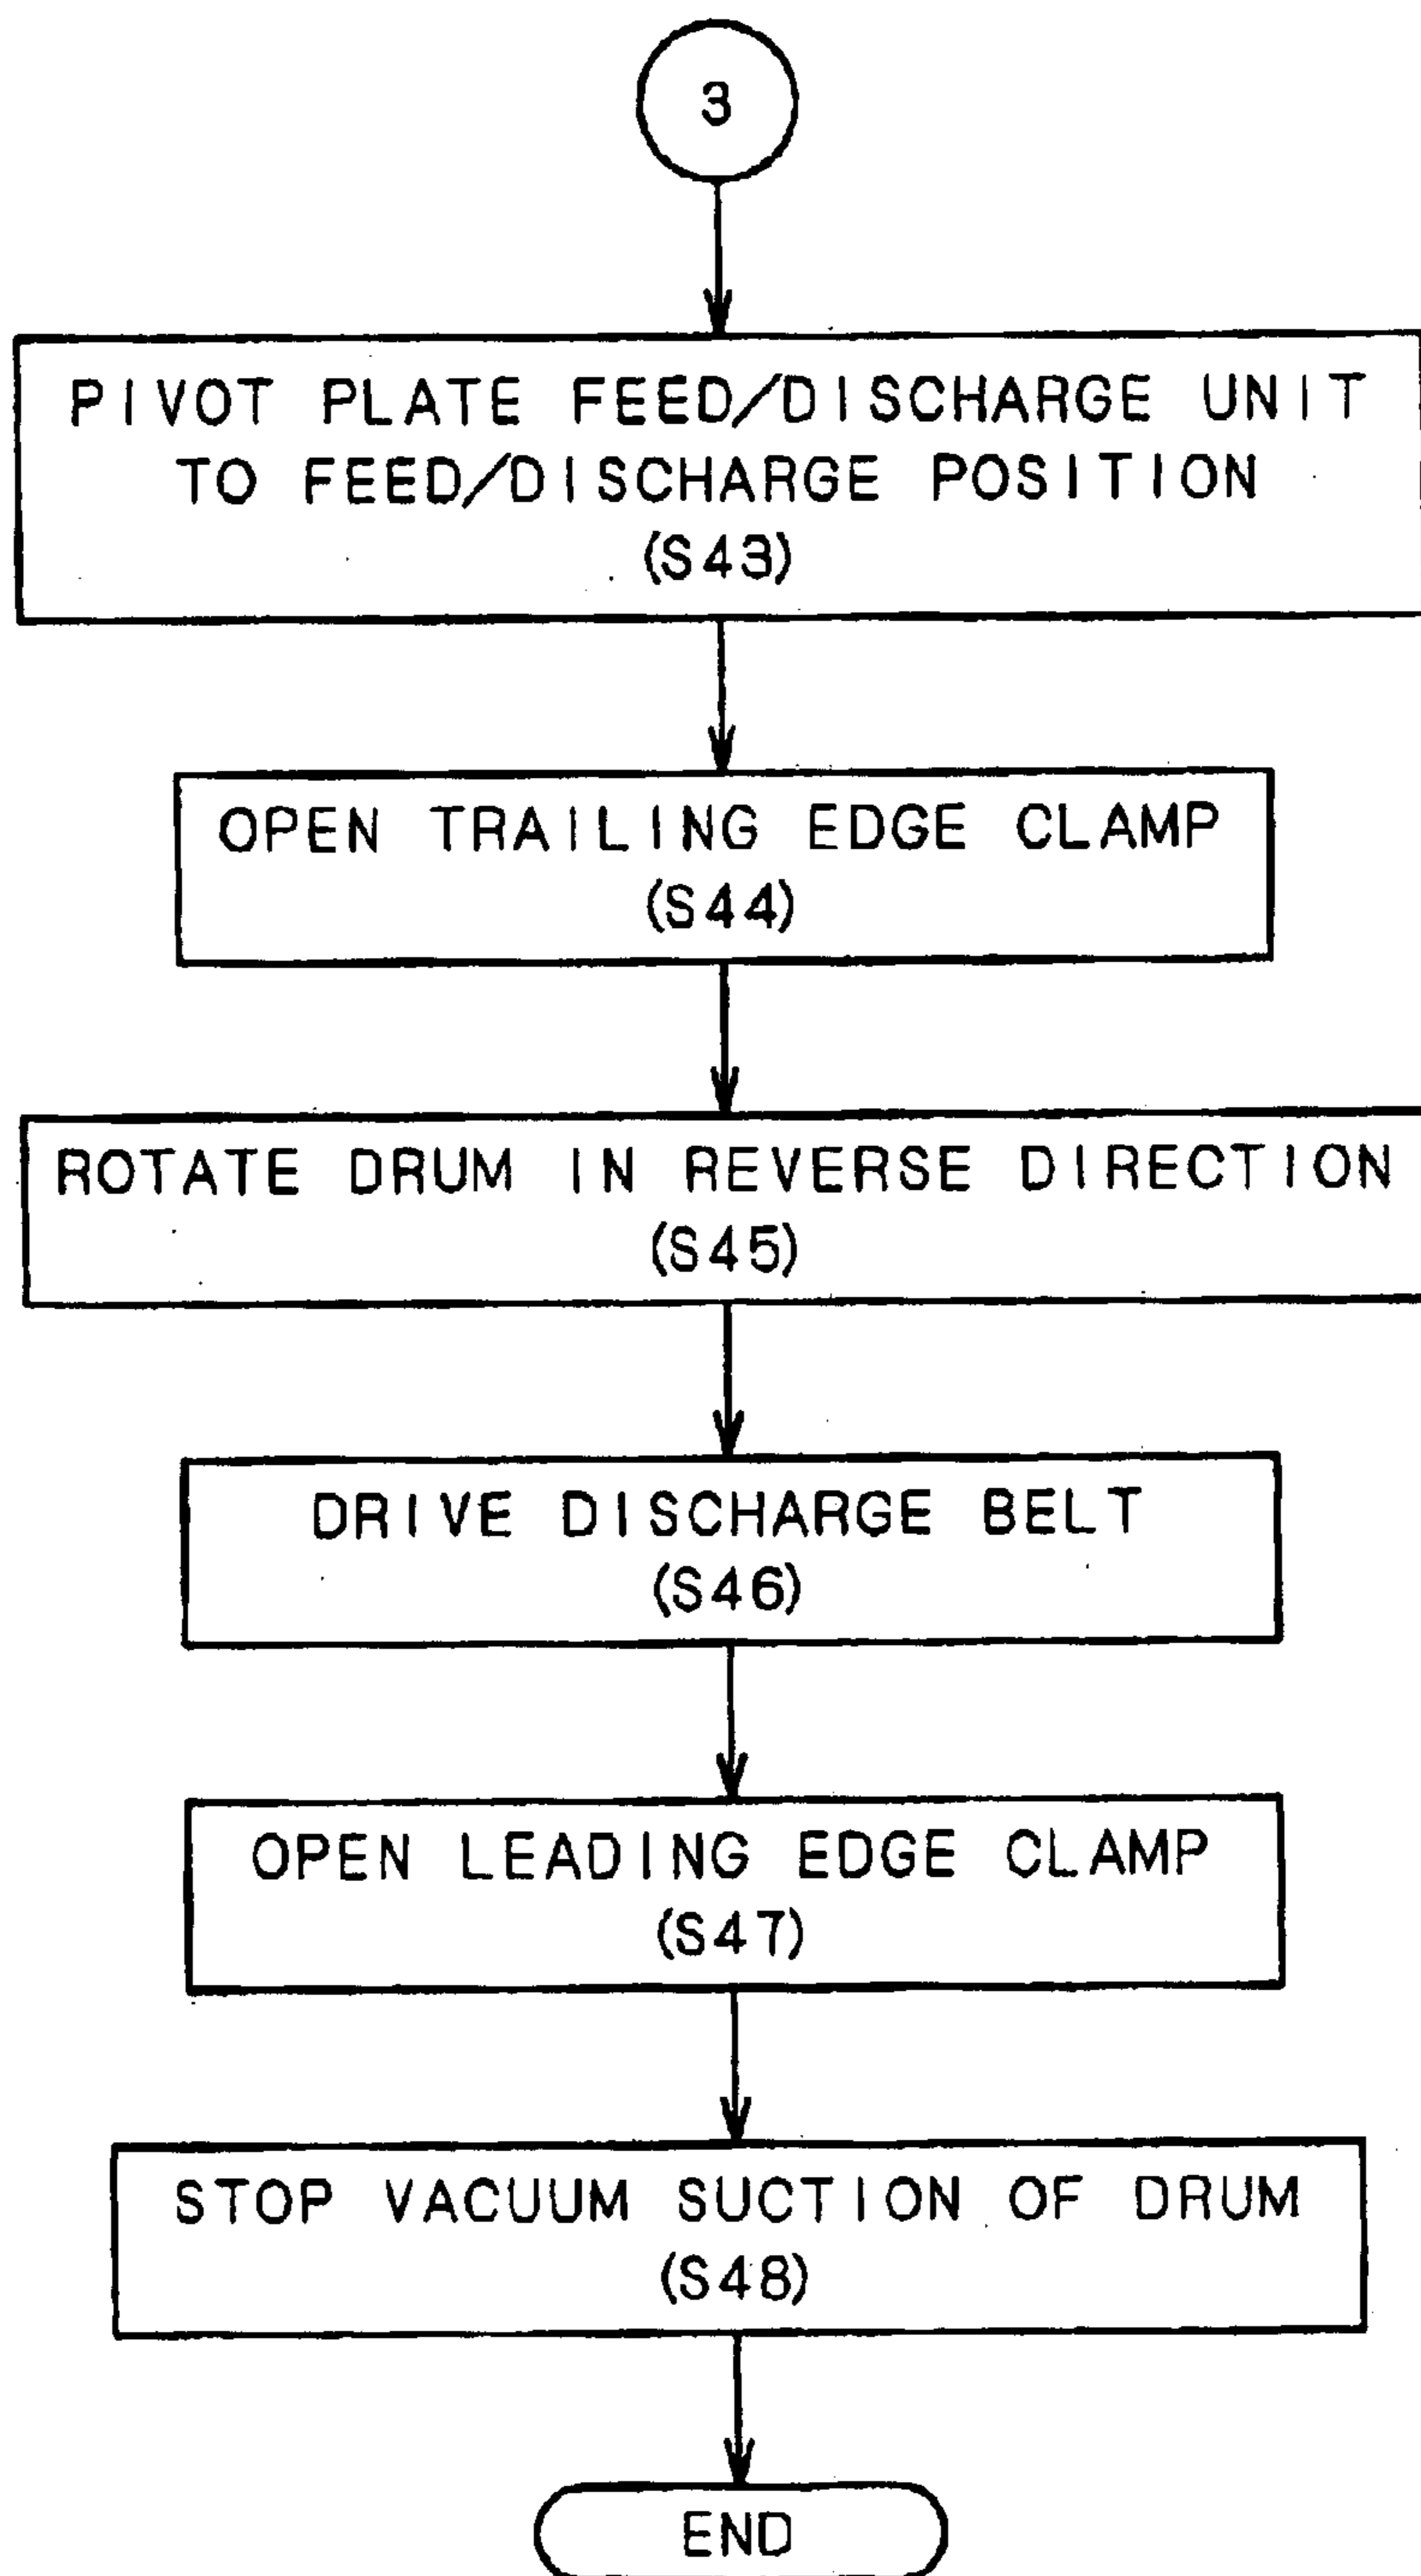 3
PIVOT PLATE FEED/DISCHARGE UNIT
TO FEED/DISCHARGE POSITION
(S43)
OPEN TRAILING EDGE CLAMP
(S44)
ROTATE DRUM IN REVERSE DIRECTION
(S45)
DRIVE DISCHARGE BELT
(S46)
OPEN LEADING EDGE CLAMP
(S47)
STOP VACUUM SUCTION OF DRUM
(S48)
END